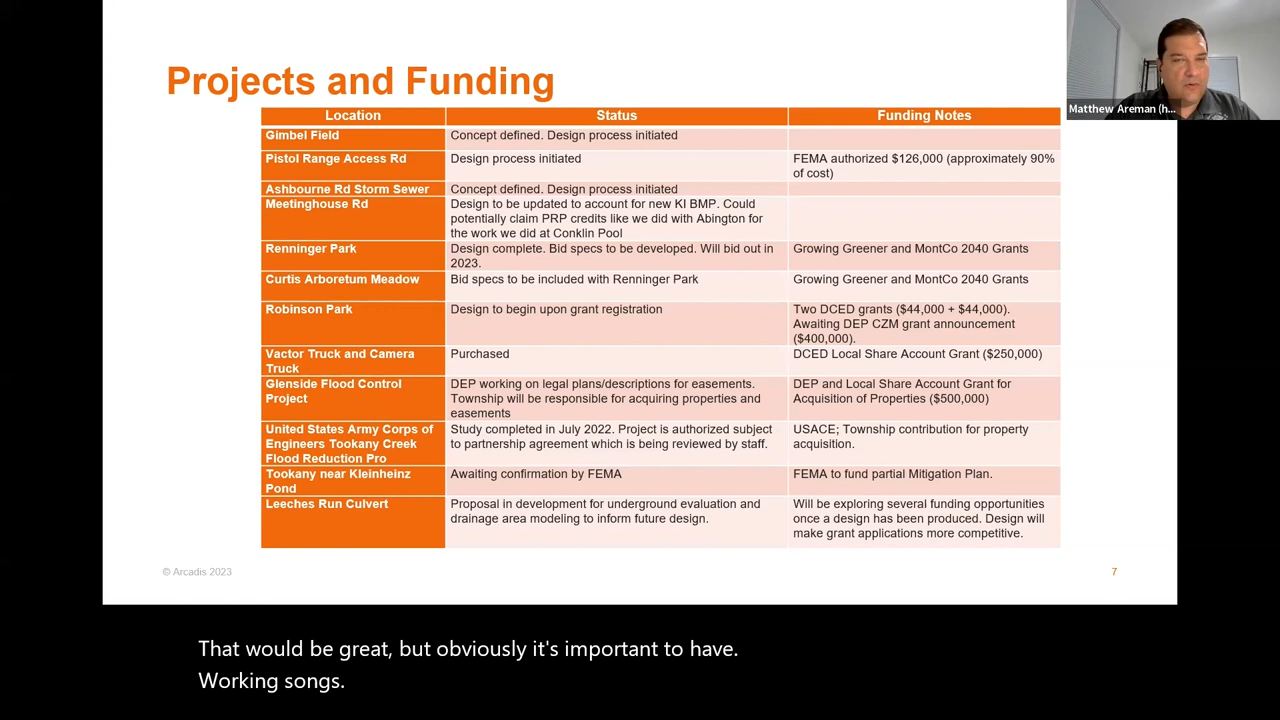 Projects and Funding
Matthew Areman (h...
Location Status Funding Notes
Gimbel Field Concept defined. Design process initiated
Pistol Range Access Rd Design process initiated FEMA authorized $126,000 (approximately 90%
of cost)
Ashbourne Rd Storm Sewer Concept defined. Design process initiated
Meetinghouse Rd Design to be updated to account for new KI BMP. Could
potentially claim PRP credits like we did with Abington for
the work we did at Conklin Pool
Renninger Park Design complete. Bid specs to be developed. Will bid out in Growing Greener and MontCo 2040 Grants
2023.
Curtis Arboretum Meadow Bid specs to be included with Renninger Park Growing Greener and MontCo 2040 Grants
Robinson Park Design to begin upon grant registration Two DCED grants ($44,000 + $44,000).
Awaiting DEP CZM grant announcement
($400,000).
Vactor Truck and Camera Purchased DCED Local Share Account Grant ($250,000)
Truck
Glenside Flood Control DEP working on legal plans/descriptions for easements. DEP and Local Share Account Grant for
Project Township will be responsible for acquiring properties and Acquisition of Properties ($500,000)
easements
United States Army Corps of Study completed in July 2022. Project is authorized subject USACE; Township contribution for property
Engineers Tookany Creek to partnership agreement which is being reviewed by staff. acquisition.
Flood Reduction Pro
Tookany near Kleinheinz Awaiting confirmation by FEMA FEMA to fund partial Mitigation Plan.
Pond
Leeches Run Culvert Proposal in development for underground evaluation and Will be exploring several funding opportunities
drainage area modeling to inform future design. once a design has been produced. Design will
make grant applications more competitive.
© Arcadis 2023 7
That would be great, but obviously it's important to have.
Working songs.